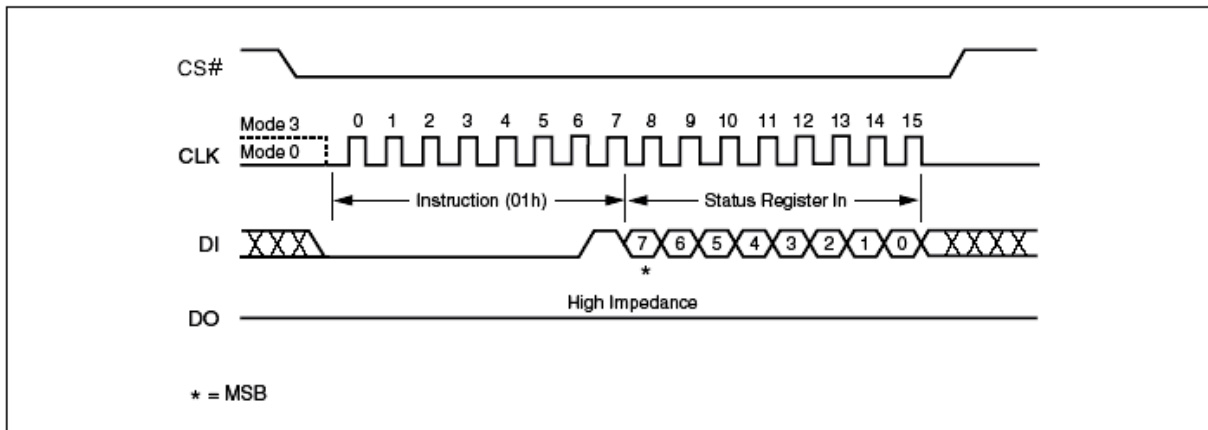 CS#
Mode 3
0 1 2 3 4 5 6 7 8 9 10 11 12 13 14 15
CLK
Mode 0
Instruction (01h)
Status Register In
DI
7 6 5 4 3 2 1 0
*
High Impedance
DO
* = MSB